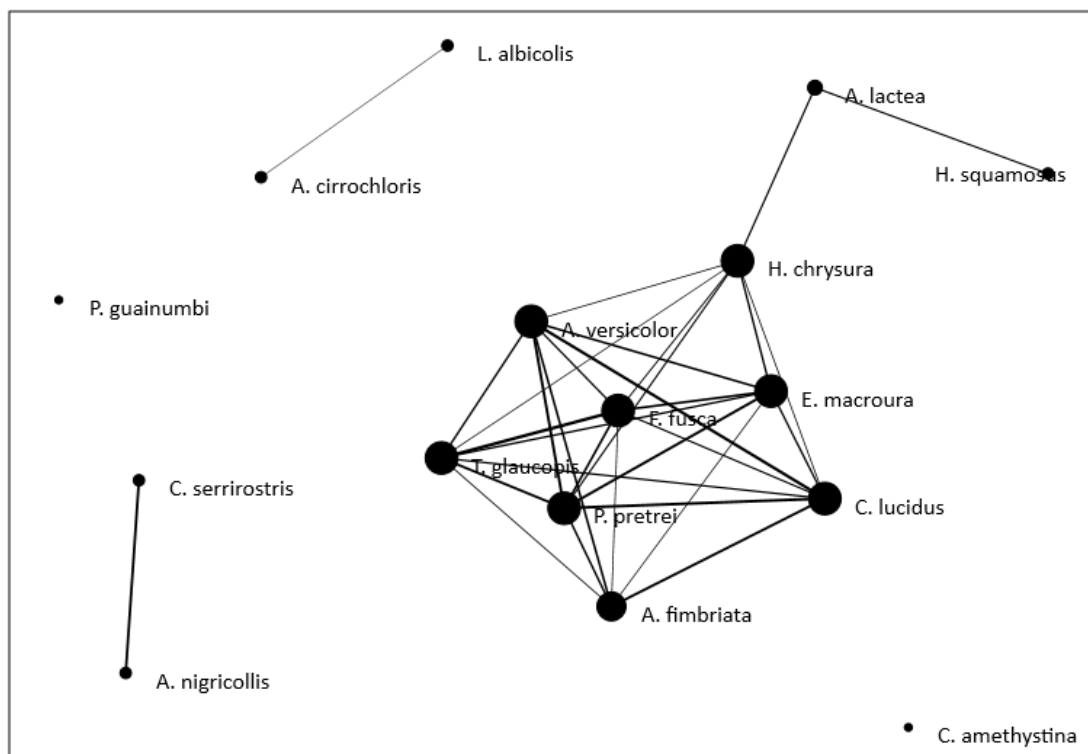 L. albicolis
A. lactea
A. cirrochloris
H. squamosus
H. chrysura
P. guainumbi
A. versicolor
E. macroura
F. fusca
T. glaucopis
C. serrirostris
C. lucidus
P. pretrei
A. fimbriata
A. nigricollis
C. amethystina